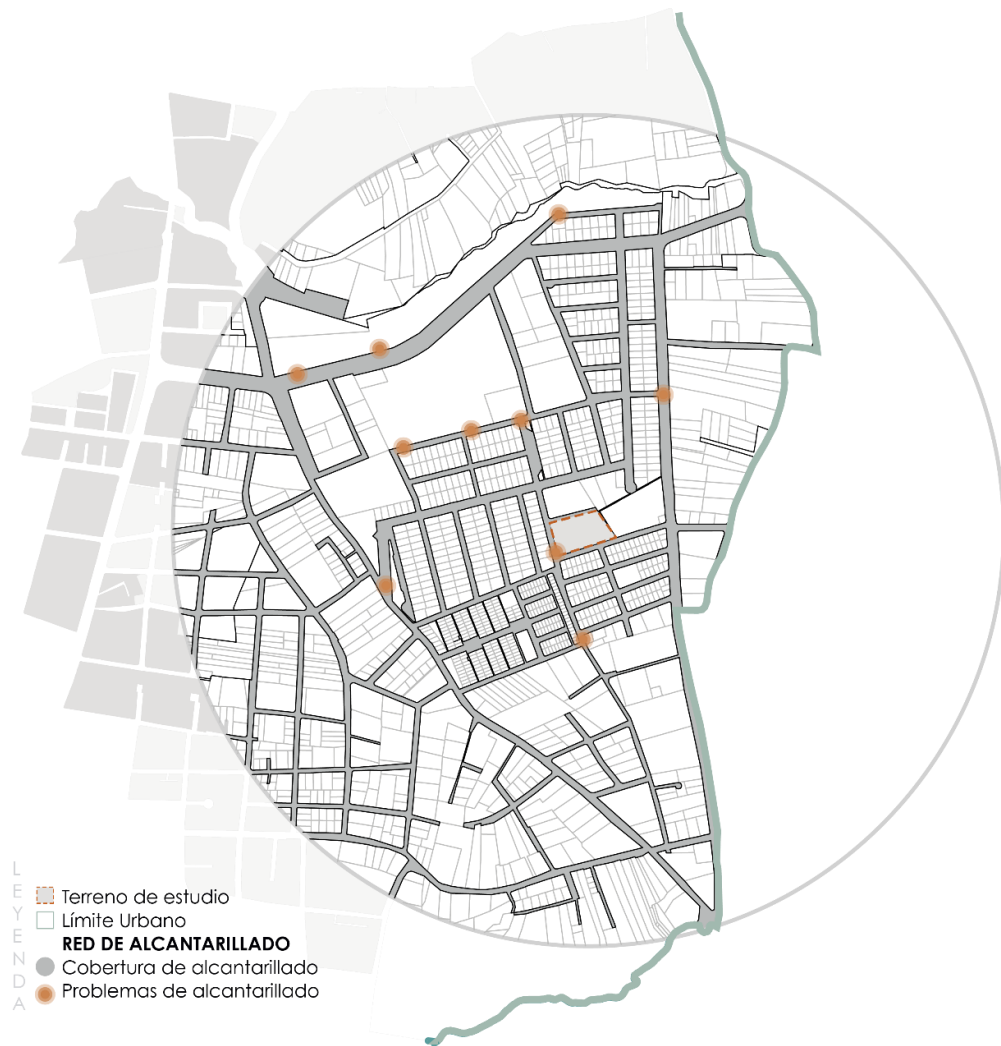 LEYENDA
Terreno de estudio
Límite Urbano
RED DE ALCANTARILLADO
Cobertura de alcantarillado
Problemas de alcantarillado